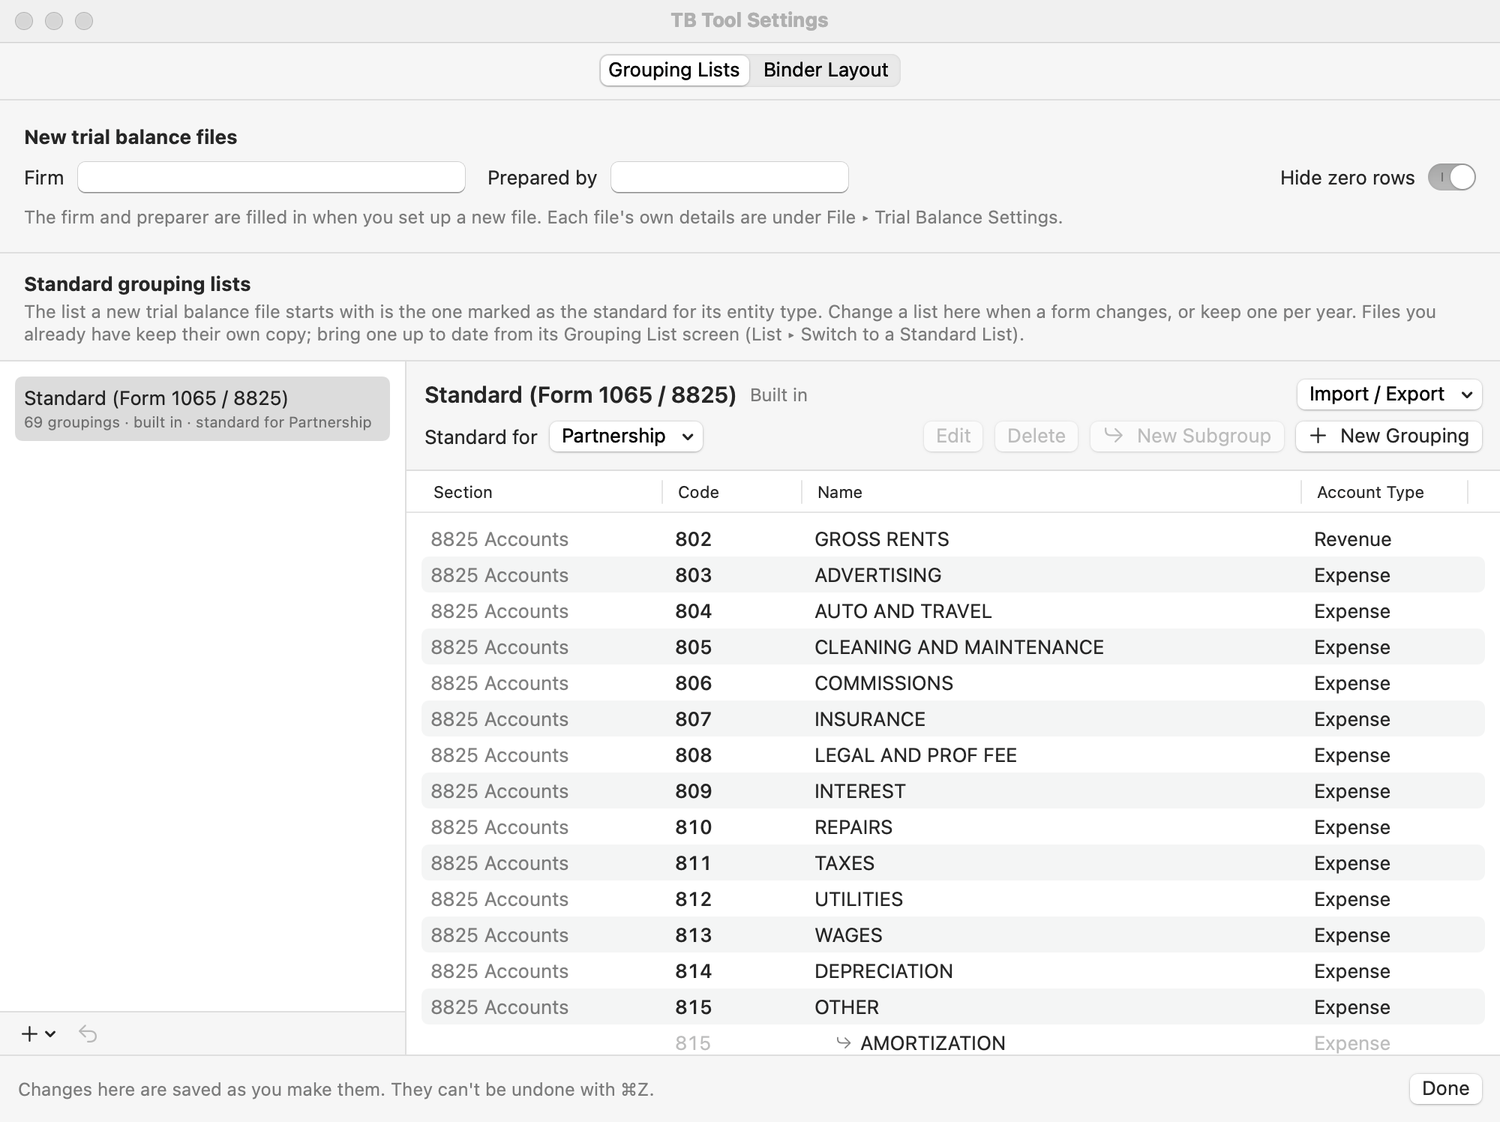 TB Tool Settings
Grouping Lists Binder Layout
New trial balance files
Firm Prepared by Hide zero rows
The firm and preparer are filled in when you set up a new file. Each file's own details are under File ▸ Trial Balance Settings.
Standard grouping lists
The list a new trial balance file starts with is the one marked as the standard for its entity type. Change a list here when a form changes, or keep one per year. Files you
already have keep their own copy; bring one up to date from its Grouping List screen (List ▸ Switch to a Standard List).
Standard (Form 1065 / 8825)
69 groupings · built in · standard for Partnership
Standard (Form 1065 / 8825) Built in Import / Export
Standard for Partnership Edit Delete New Subgroup New Grouping
Section Code Name Account Type
8825 Accounts 802 GROSS RENTS Revenue
8825 Accounts 803 ADVERTISING Expense
8825 Accounts 804 AUTO AND TRAVEL Expense
8825 Accounts 805 CLEANING AND MAINTENANCE Expense
8825 Accounts 806 COMMISSIONS Expense
8825 Accounts 807 INSURANCE Expense
8825 Accounts 808 LEGAL AND PROF FEE Expense
8825 Accounts 809 INTEREST Expense
8825 Accounts 810 REPAIRS Expense
8825 Accounts 811 TAXES Expense
8825 Accounts 812 UTILITIES Expense
8825 Accounts 813 WAGES Expense
8825 Accounts 814 DEPRECIATION Expense
8825 Accounts 815 OTHER Expense
815 AMORTIZATION Expense
Changes here are saved as you make them. They can't be undone with ⌘Z.
Done